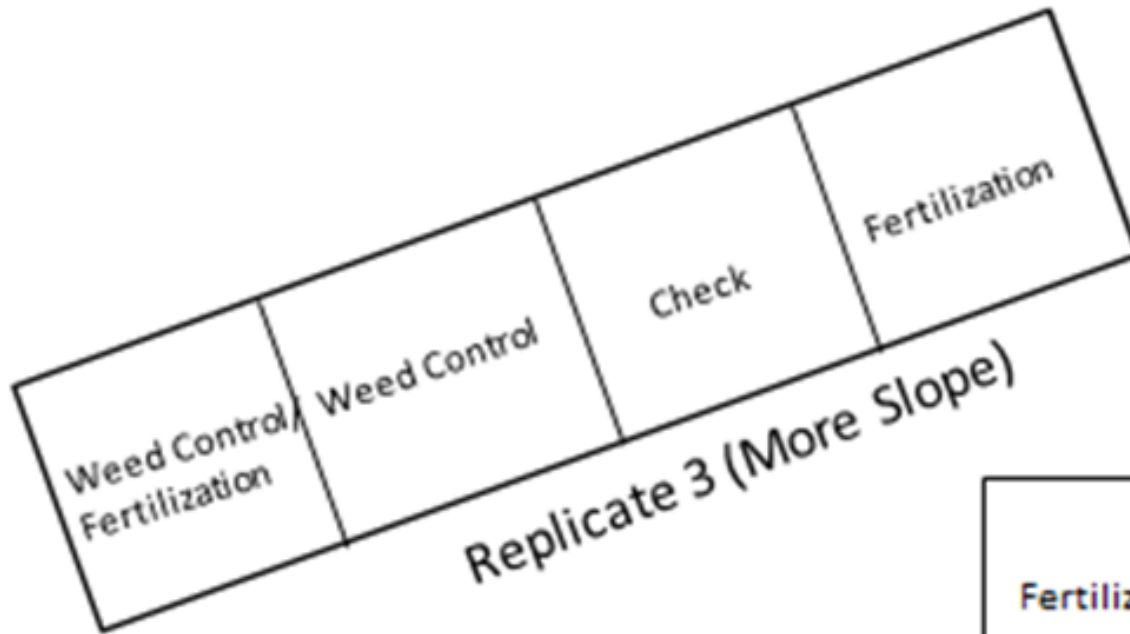 Weed Control/
Fertilization
Weed Control
Check
Fertilization
Replicate 3 (More Slope)